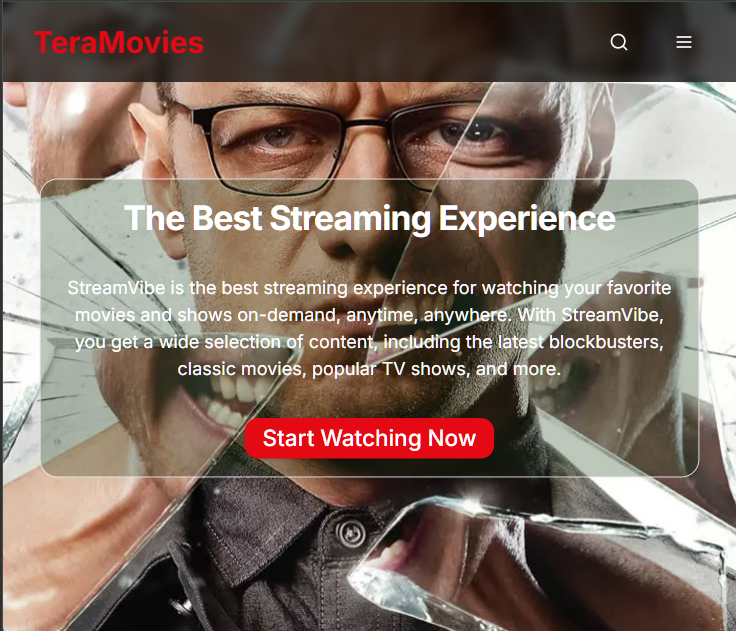 TeraMovies
The Best Streaming Experience
StreamVibe is the best streaming experience for watching your favorite
movies and shows on-demand, anytime, anywhere. With StreamVibe,
you get a wide selection of content, including the latest blockbusters,
classic movies, popular TV shows, and more.
Start Watching Now